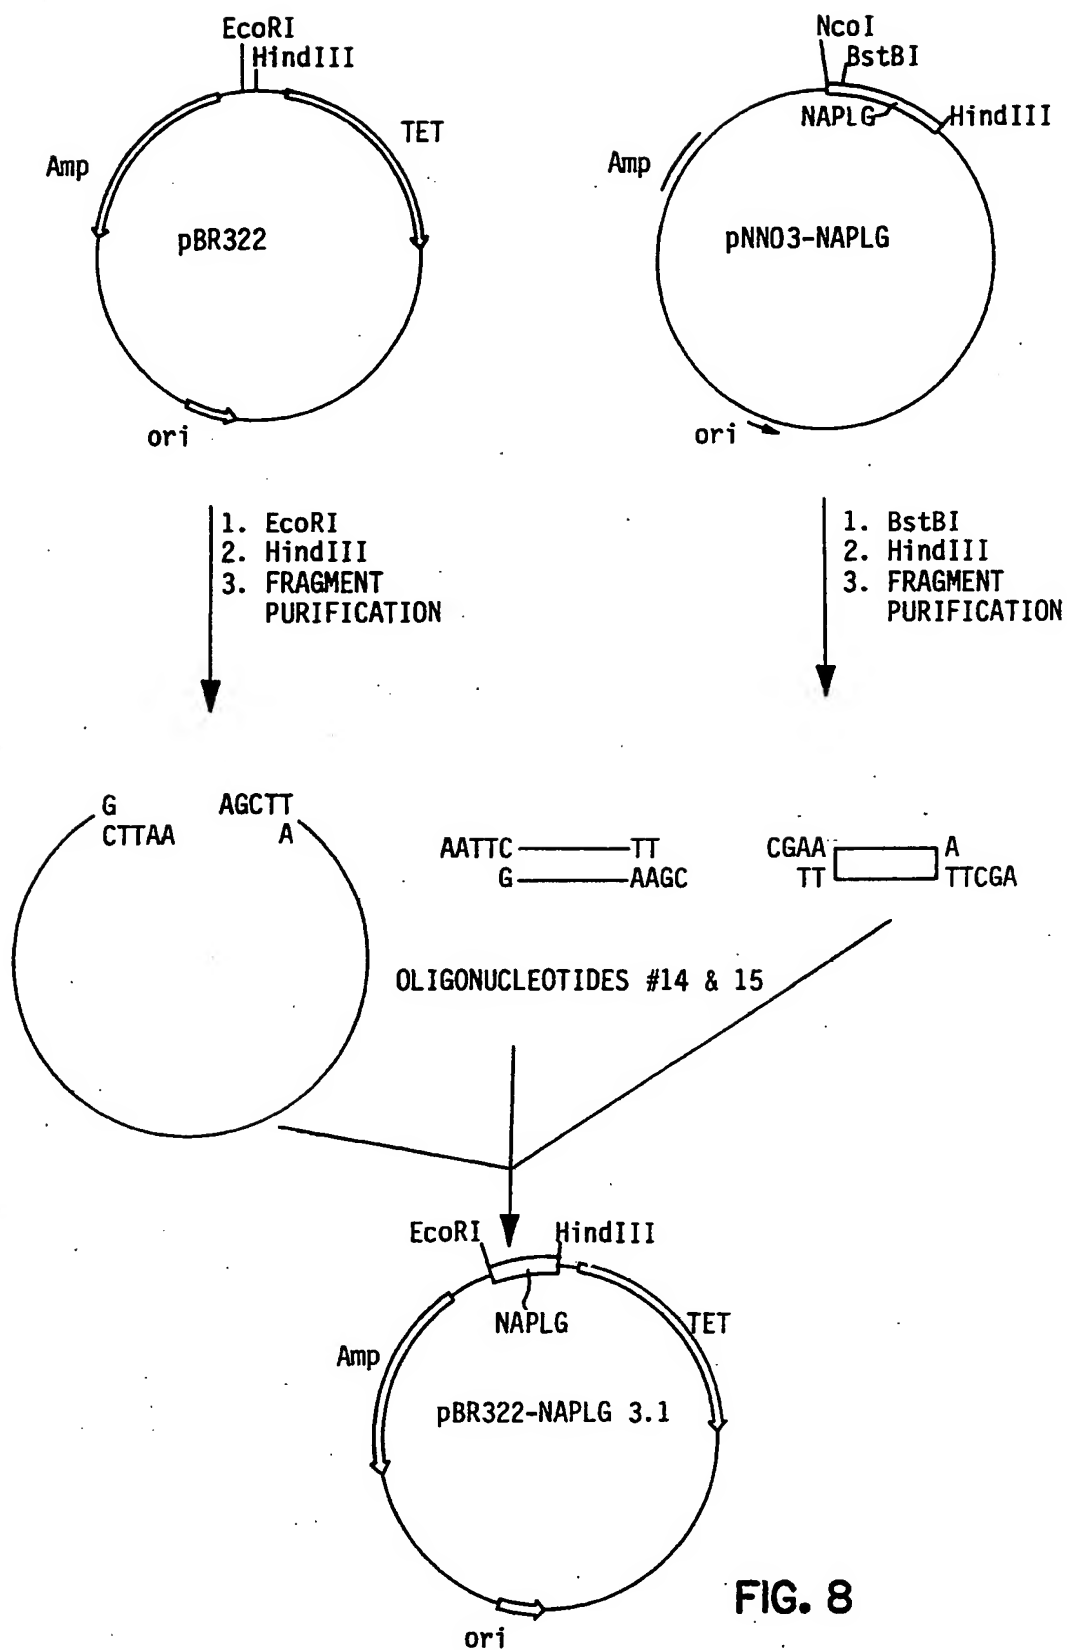 EcoRI
HindIII
Amp
TET
pBR322
ori
NcoI
BstBI
NAPLG
HindIII
Amp
pNN03-NAPLG
ori
1. EcoRI
2. HindIII
3. FRAGMENT
PURIFICATION
1. BstBI
2. HindIII
3. FRAGMENT
PURIFICATION
G AGCTT
CTTAA A
AATTC TT
G AAGC
CGAA A
TT TTCGA
OLIGONUCLEOTIDES #14 & 15
EcoRI
HindIII
NAPLG
TET
Amp
pBR322-NAPLG 3.1
ori
FIG. 8